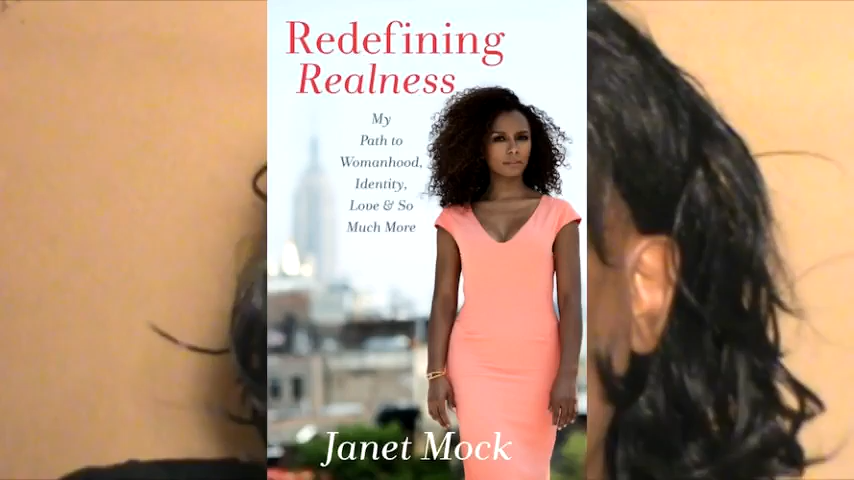 Redefining
Realness
My
Path to
Womanhood,
Identity,
Love & So
Much More
Janet Mock